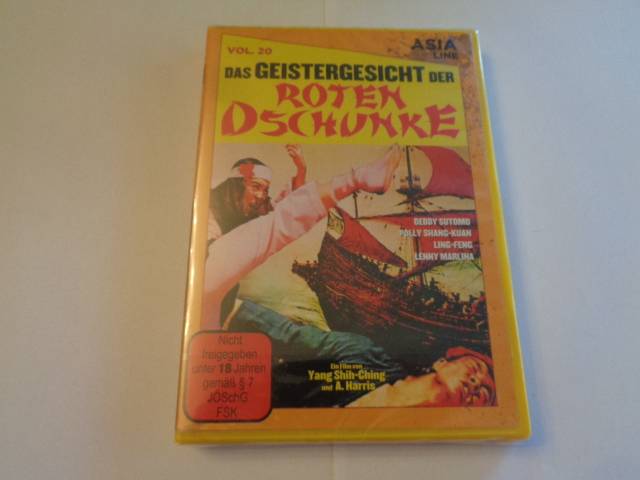 VOL. 20
ASIA
LINE
DAS GEISTERGESICHT DER
ROTEN
DSCHUNKE
DEDDY SUTOMO
POLLY SHANG-KUAN
LING-FENG
LENNY MARLINA
Ein Film von
Yang Shih-Ching
und A. Harris
Nicht
freigegeben
unter 18 Jahren
gemäß § 7
JÖSchG
FSK